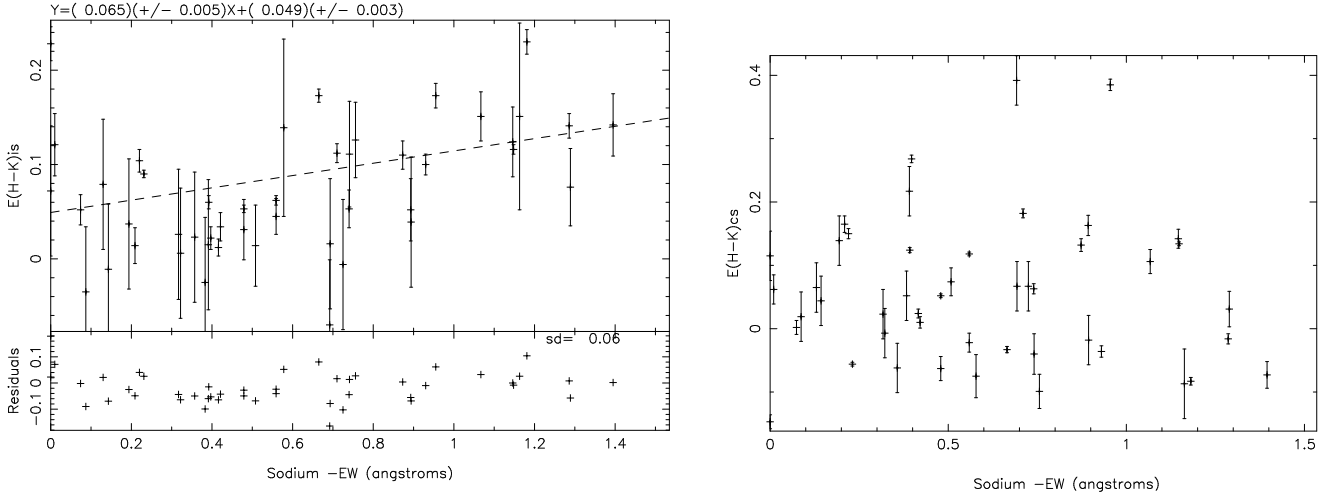 Y=( 0.065)(+/− 0.005)X+( 0.049)(+/− 0.003)
E(H−K)is
0.2
0.1
0
sd= 0.06
Residuals
0.1
0
−0.1
0 0.2 0.4 0.6 0.8 1 1.2 1.4
Sodium −EW (angstroms)
E(H−K)cs
0.4
0.2
0
0 0.5 1 1.5
Sodium −EW (angstroms)